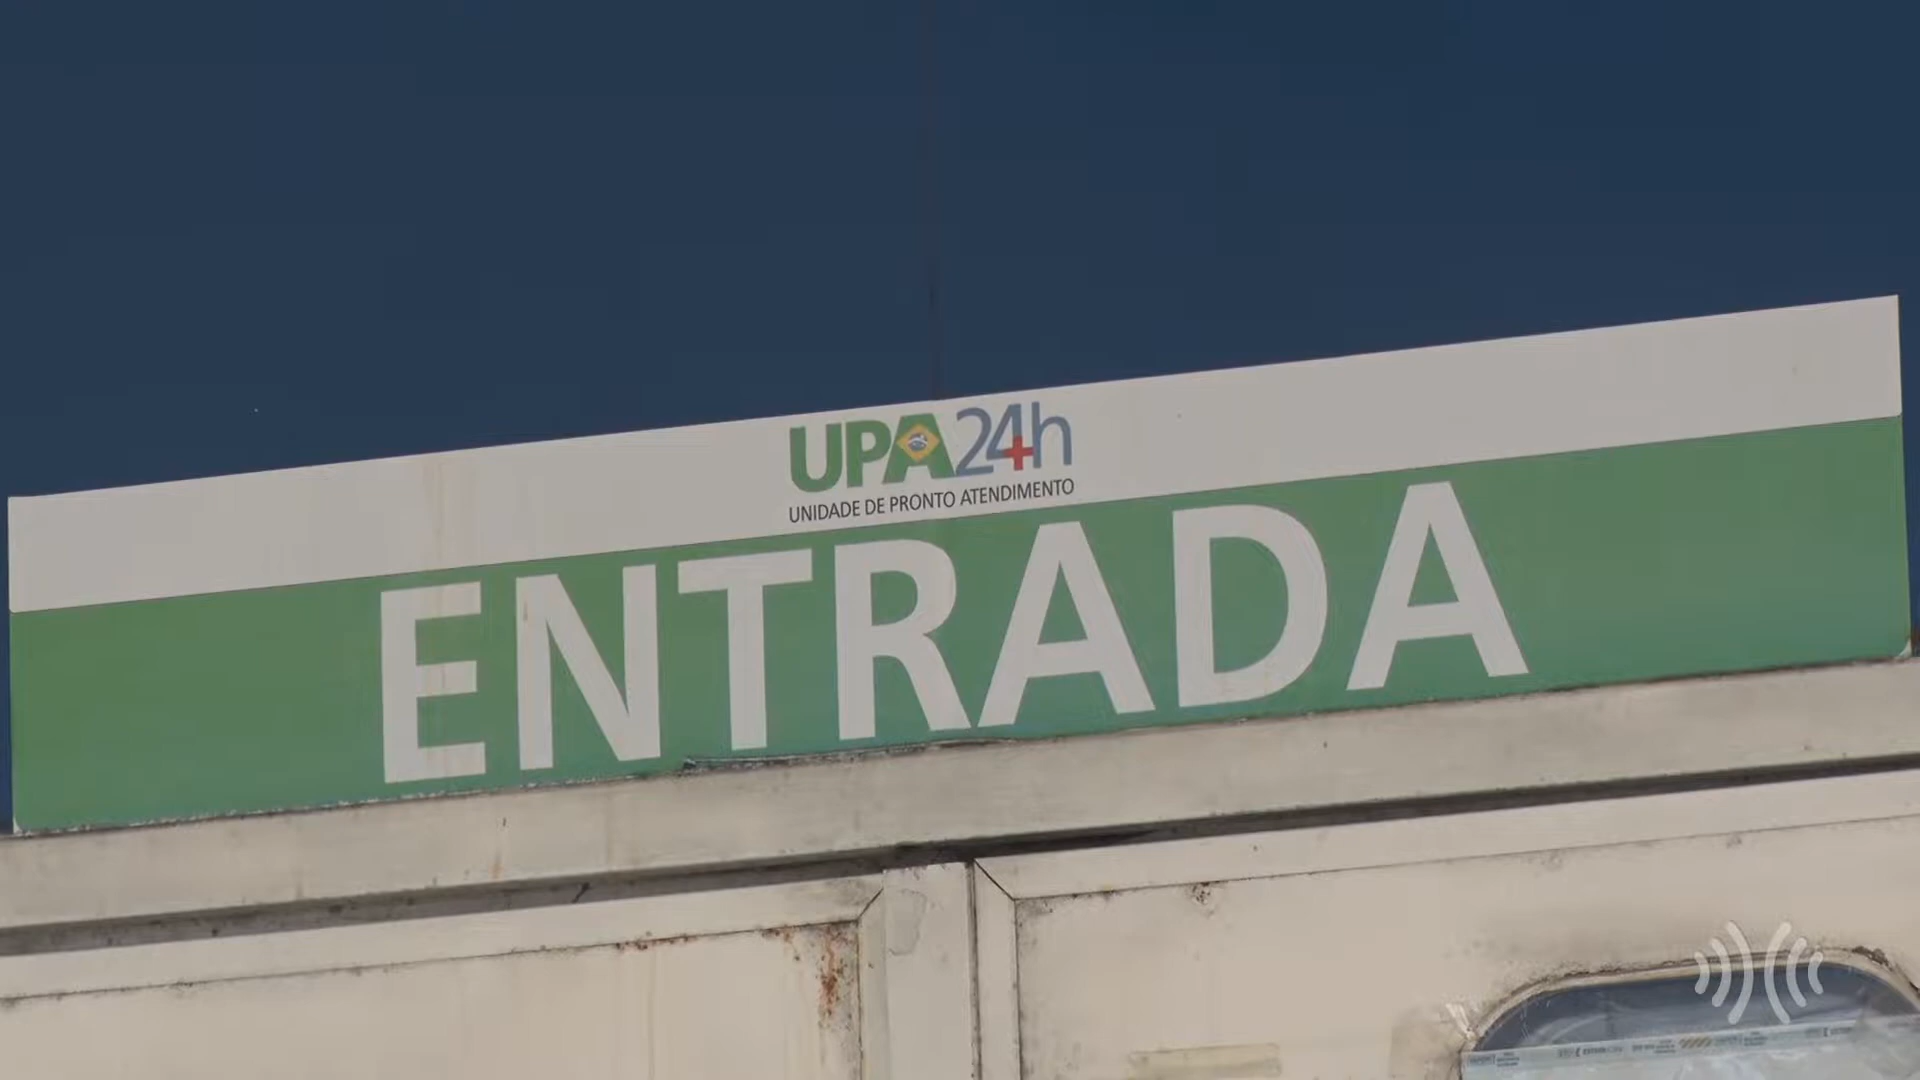 UPA24h
UNIDADE DE PRONTO ATENDIMENTO
ENTRADA